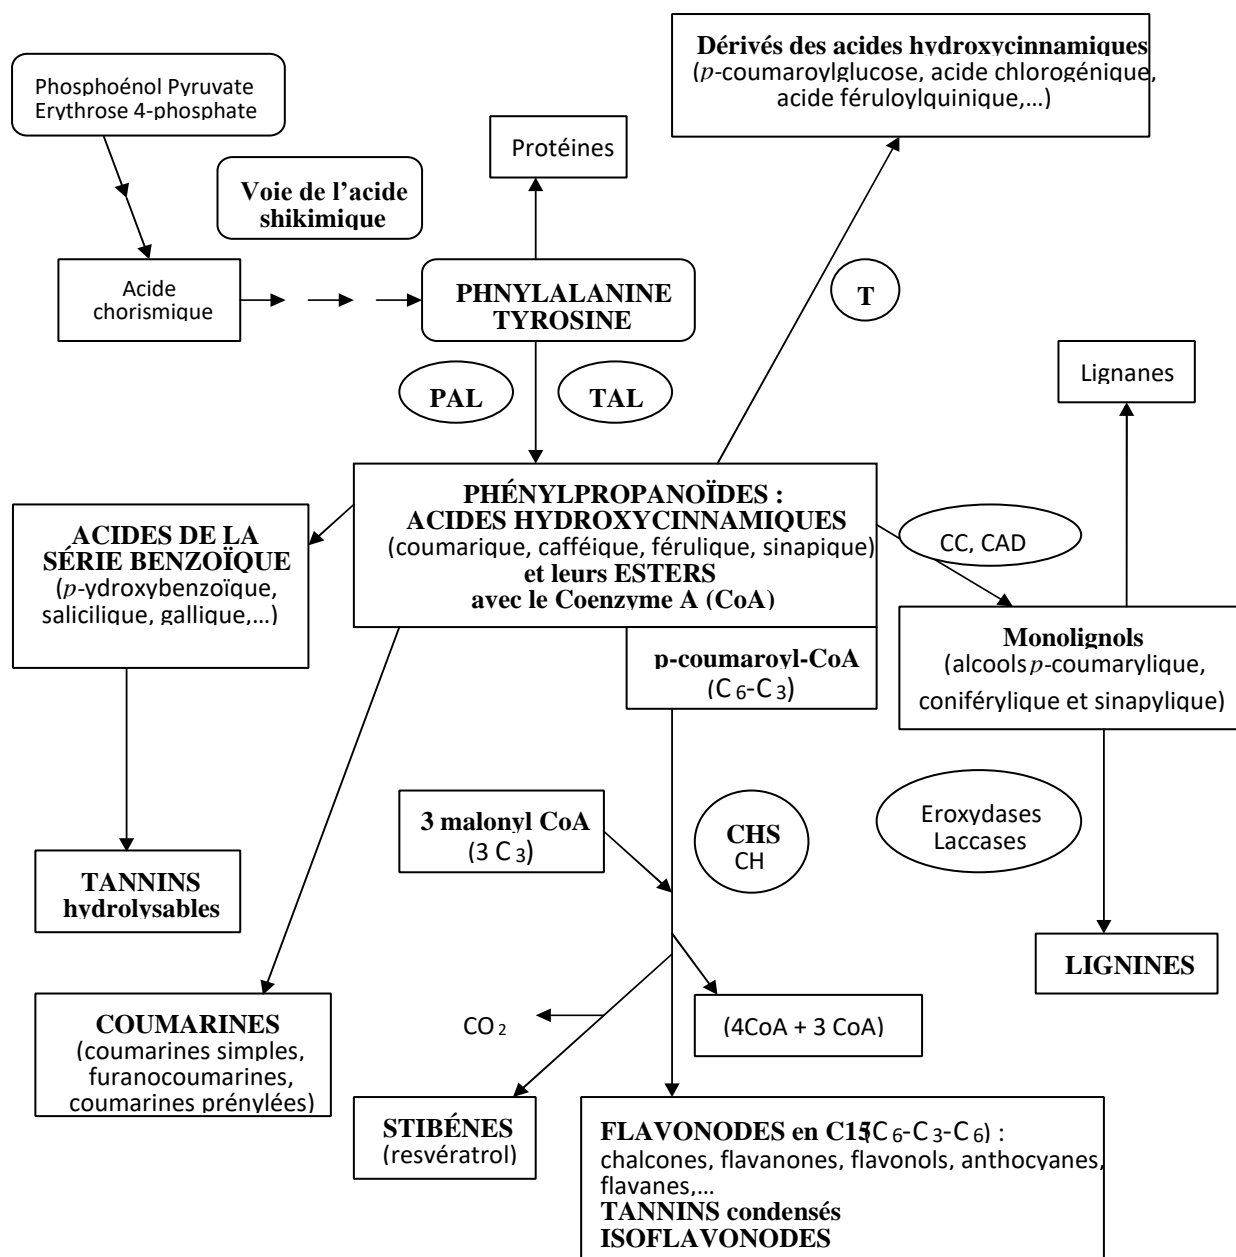 Dérivés des acides hydroxycinnamiques
(p-coumaroylglucose, acide chlorogénique,
acide féruloylquinique,...)
Phosphoénol Pyruvate
Erythrose 4-phosphate
Protéines
Voie de l'acide
shikimique
Acide
chorismique
PHNYLALANINE
TYROSINE
T
PAL
TAL
Lignanes
PHÉNYLPROPANOÏDES :
ACIDES HYDROXYCINNAMIQUES
(coumarique, cafféique, férulique, sinapique)
et leurs ESTERS
avec le Coenzyme A (CoA)
ACIDES DE LA
SÉRIE BENZOÏQUE
(p-ydroxybenzoïque,
salicilique, gallique,...)
CC, CAD
Monolignols
(alcools p-coumarylique,
coniférylique et sinapylique)
p-coumaroyl-CoA
(C6-C3)
3 malonyl CoA
(3 C3)
CHS
CH
Eroxydases
Laccases
TANNINS
hydrolysables
LIGNINES
COUMARINES
(coumarines simples,
furanocoumarines,
coumarines prénylées)
CO2
(4CoA + 3 CoA)
STIBÉNES
(resvératrol)
FLAVONODES en C15(C6-C3-C6) :
chalcones, flavanones, flavonols, anthocyanes,
flavanes,...
TANNINS condensés
ISOFLAVONODES